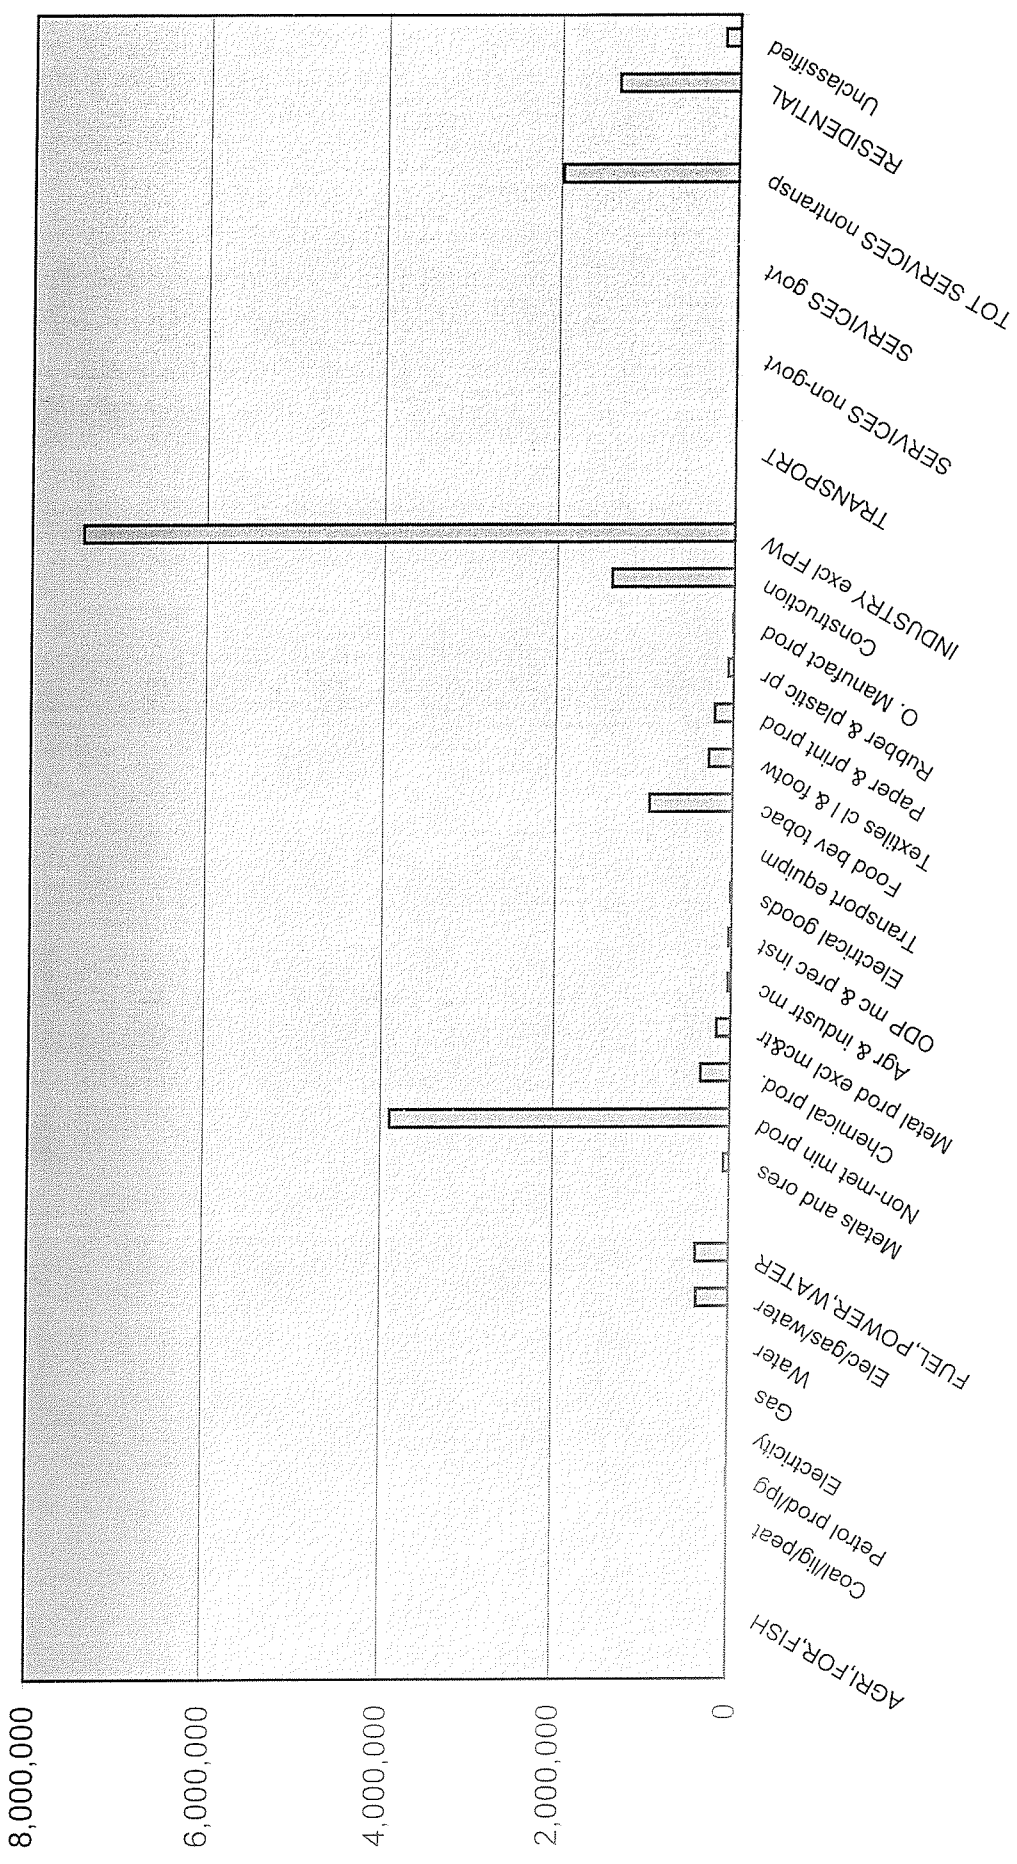 8,000,000
6,000,000
4,000,000
2,000,000
0
AGRI,FOR,FISH
Coal/lig/peat
Petrol prod/lpg
Electricity
Gas
Water
Elec/gas/water
FUEL,POWER,WATER
Metals and ores
Non-met min prod
Chemical prod.
Metal prod excl mc&tr
Agr & industr mc
ODP mc & prec inst
Electrical goods
Transport equipm
Food bev tobac
Textiles cl l & footw
Paper & print prod
Rubber & plastic pr
O. Manufact prod
Construction
INDUSTRY excl FPW
TRANSPORT
SERVICES non-govt
SERVICES govt
TOT SERVICES nontransp
RESIDENTIAL
Unclassified